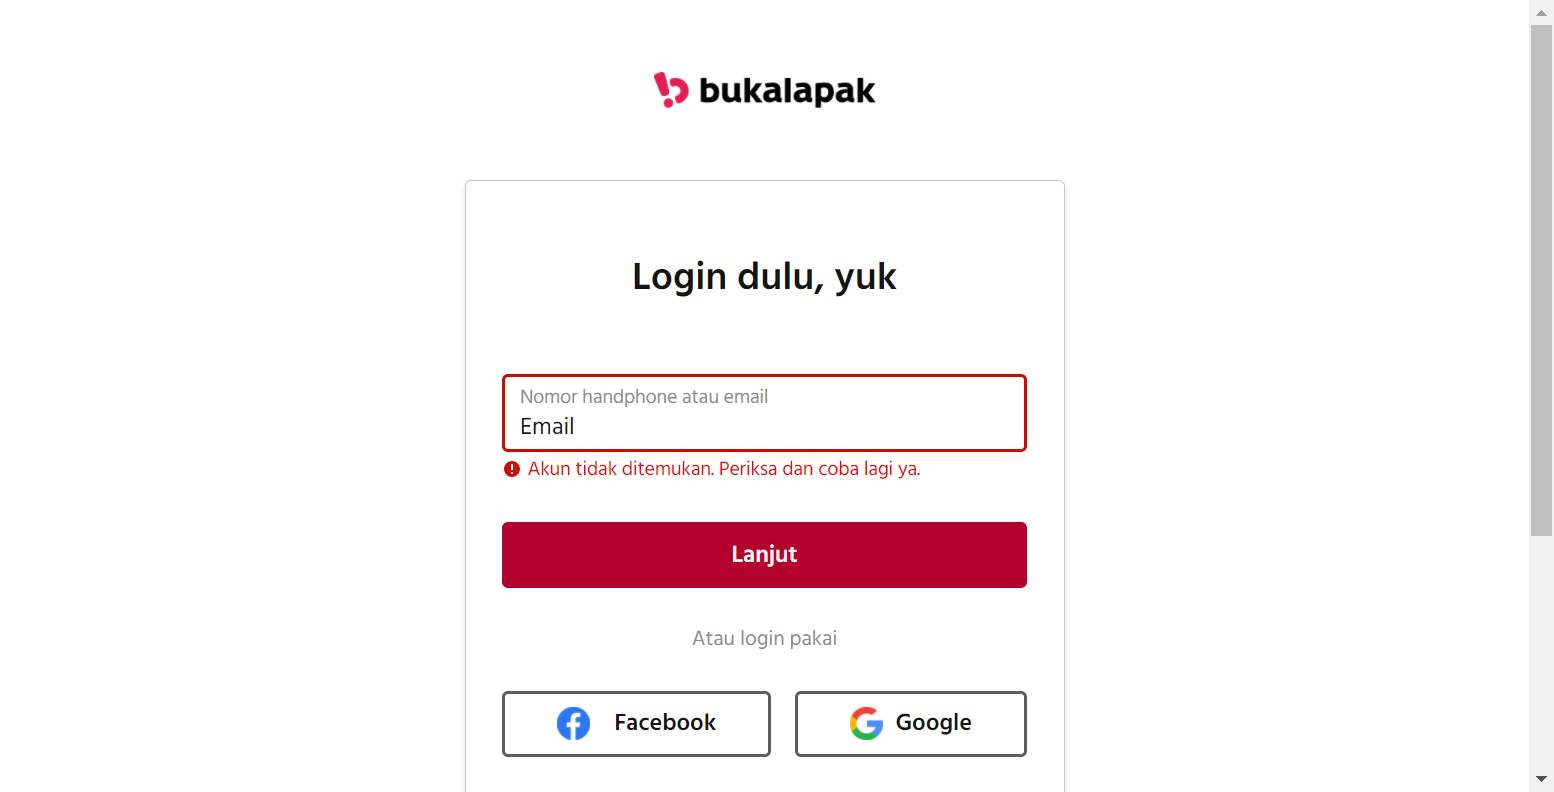 bukalapak
Login dulu, yuk
Nomor handphone atau email
Email
Akun tidak ditemukan. Periksa dan coba lagi ya.
Lanjut
Atau login pakai
Facebook
Google